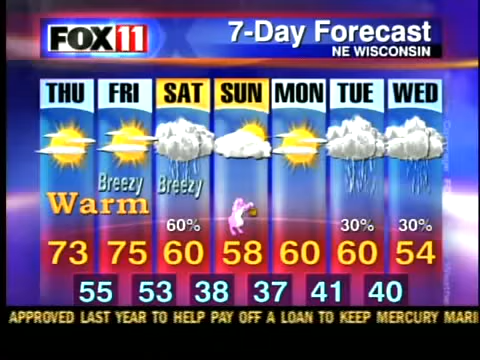 FOX 11
7-Day Forecast
NE WISCONSIN
THU FRI SAT SUN MON TUE WED
Breezy Breezy
Warm
60% 30% 30%
73 75 60 58 60 60 54
55 53 38 37 41 40
APPROVED LAST YEAR TO HELP PAY OFF A LOAN TO KEEP MERCURY MARI